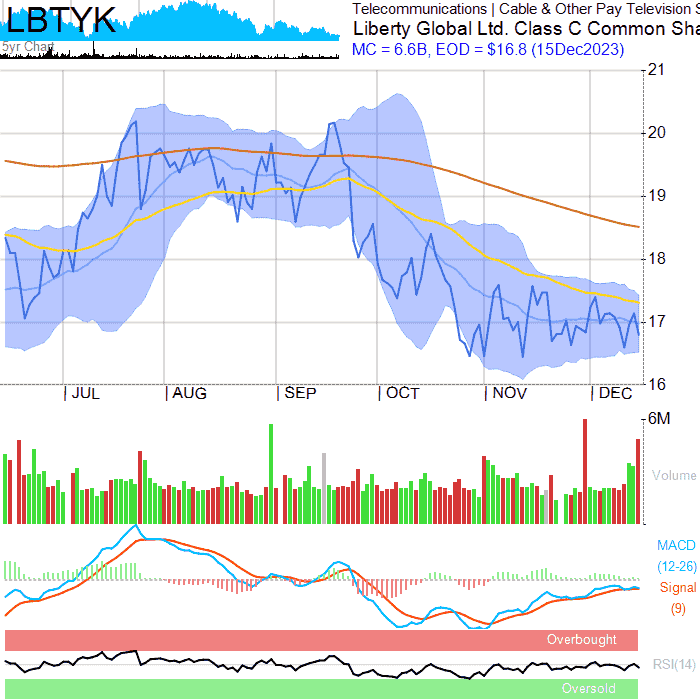 LBTYK
5yr Chart
Telecommunications | Cable & Other Pay Television S
Liberty Global Ltd. Class C Common Sha
MC = 6.6B, EOD = $16.8 (15Dec2023)
21
20
19
18
17
16
| JUL | AUG | SEP | OCT | NOV | DEC
6M
Volume
MACD
(12-26)
Signal
(9)
Overbought
RSI(14)
Oversold